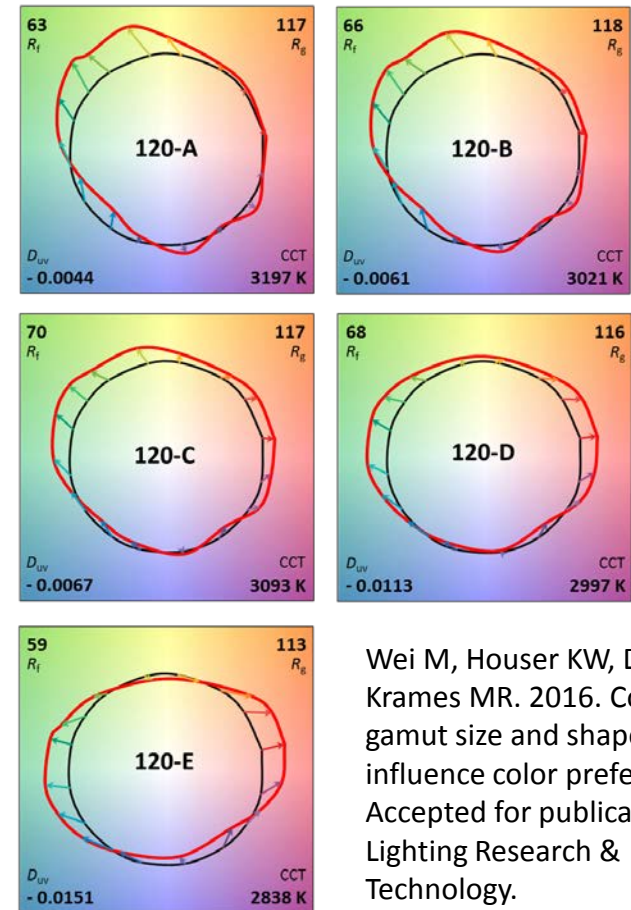 63 117
Rf Rg
120-A
Duv CCT
- 0.0044 3197 K
66 118
Rf Rg
120-B
Duv CCT
- 0.0061 3021 K
70 117
Rf Rg
120-C
Duv CCT
- 0.0067 3093 K
68 116
Rf Rg
120-D
Duv CCT
- 0.0113 2997 K
59 113
Rf Rg
120-E
Duv CCT
- 0.0151 2838 K
Wei M, Houser KW, D
Krames MR. 2016. Co
gamut size and shape
influence color prefe
Accepted for publica
Lighting Research &
Technology.